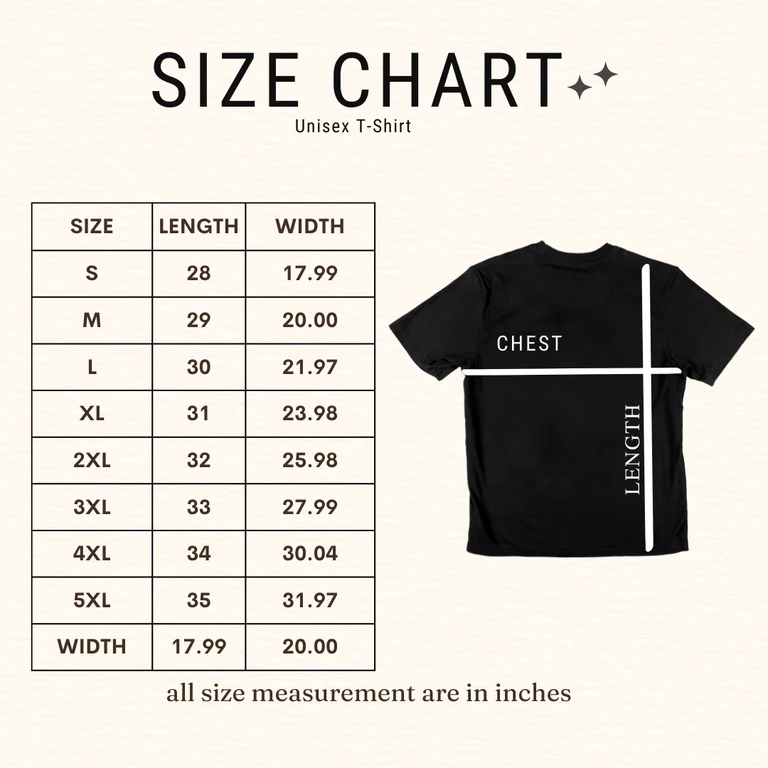 SIZE CHART
Unisex T-Shirt
SIZE LENGTH WIDTH
S 28 17.99
M 29 20.00
L 30 21.97
XL 31 23.98
2XL 32 25.98
3XL 33 27.99
4XL 34 30.04
5XL 35 31.97
WIDTH 17.99 20.00
CHEST
LENGTH
all size measurement are in inches